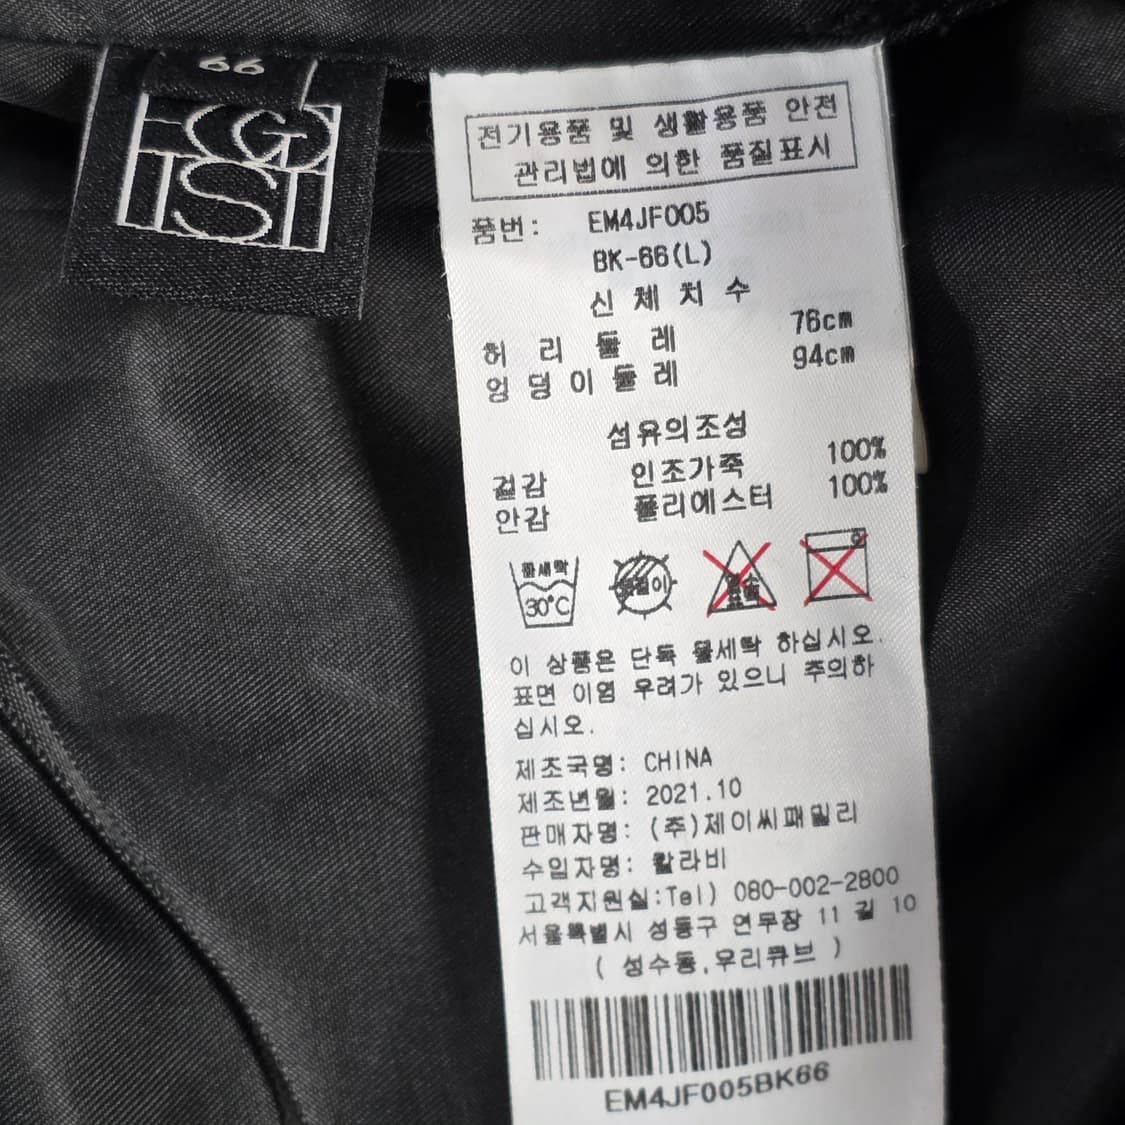 66
EGOIST
전기용품 및 생활용품 안전
관리법에 의한 품질표시
품번: EM4JF005
BK-66(L)
신체치수
허리둘레 76cm
엉덩이둘레 94cm
섬유의조성
겉감 인조가죽 100%
안감 폴리에스터 100%
물세탁
30°C
이 상품은 단독 물세탁 하십시오.
표면 이염 우려가 있으니 주의하
십시오.
제조국명: CHINA
제조년월: 2021.10
판매자명: (주)제이씨패밀리
수입자명: 칼라비
고객지원실:Tel) 080-002-2800
서울특별시 성동구 연무장 11 길 10
( 성수동,우리큐브 )
EM4JF005BK66